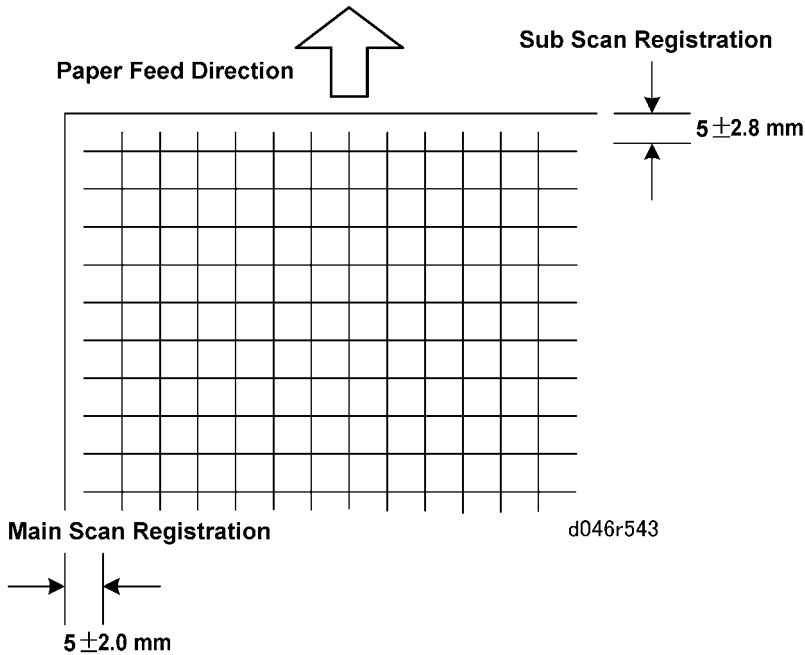 Sub Scan Registration
Paper Feed Direction
5±2.8 mm
d046r543
Main Scan Registration
5±2.0 mm